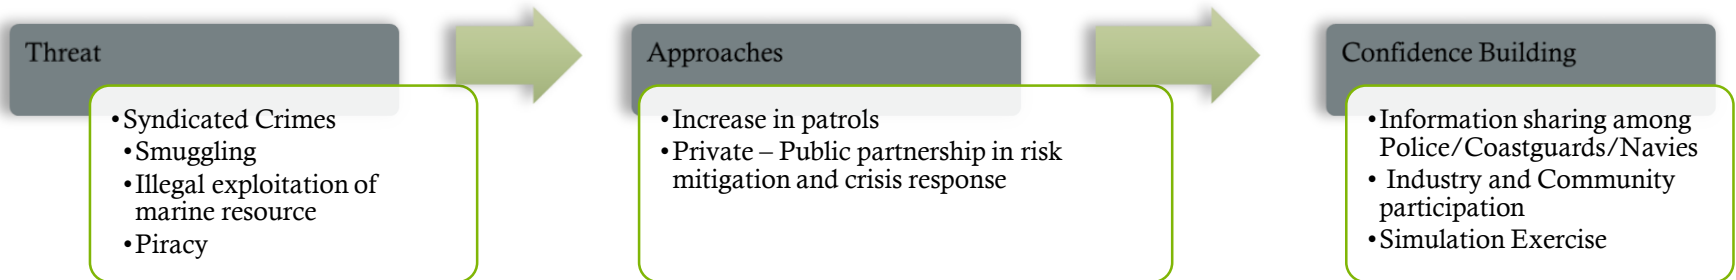 Threat
•Syndicated Crimes
•Smuggling
•Illegal exploitation of
marine resource
•Piracy
Approaches
•Increase in patrols
•Private – Public partnership in risk
mitigation and crisis response
Confidence Building
•Information sharing among
Police/Coastguards/Navies
• Industry and Community
participation
•Simulation Exercise